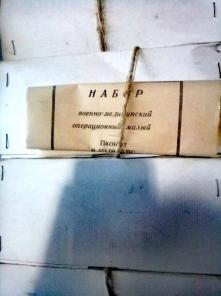 НАБОР
военно-медицинский
операционный малый
Паспорт